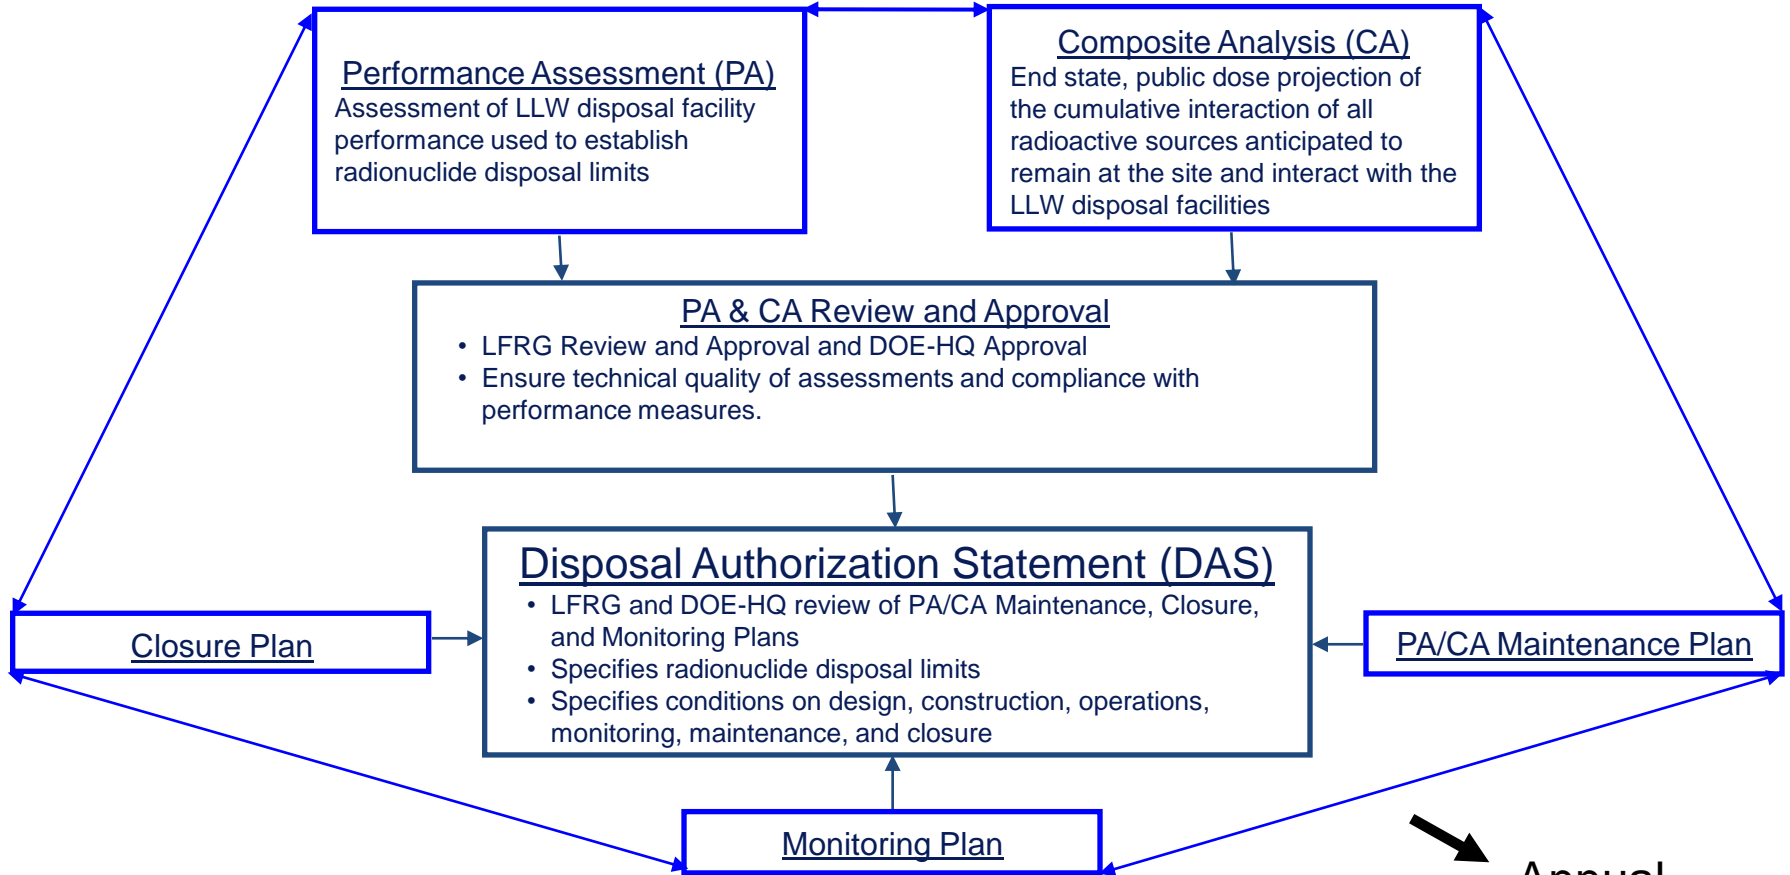 Performance Assessment (PA)
Assessment of LLW disposal facility
performance used to establish
radionuclide disposal limits
Composite Analysis (CA)
End state, public dose projection of
the cumulative interaction of all
radioactive sources anticipated to
remain at the site and interact with the
LLW disposal facilities
PA & CA Review and Approval
• LFRG Review and Approval and DOE-HQ Approval
• Ensure technical quality of assessments and compliance with
performance measures.
Disposal Authorization Statement (DAS)
• LFRG and DOE-HQ review of PA/CA Maintenance, Closure,
and Monitoring Plans
• Specifies radionuclide disposal limits
• Specifies conditions on design, construction, operations,
monitoring, maintenance, and closure
Closure Plan
PA/CA Maintenance Plan
Monitoring Plan
Annual